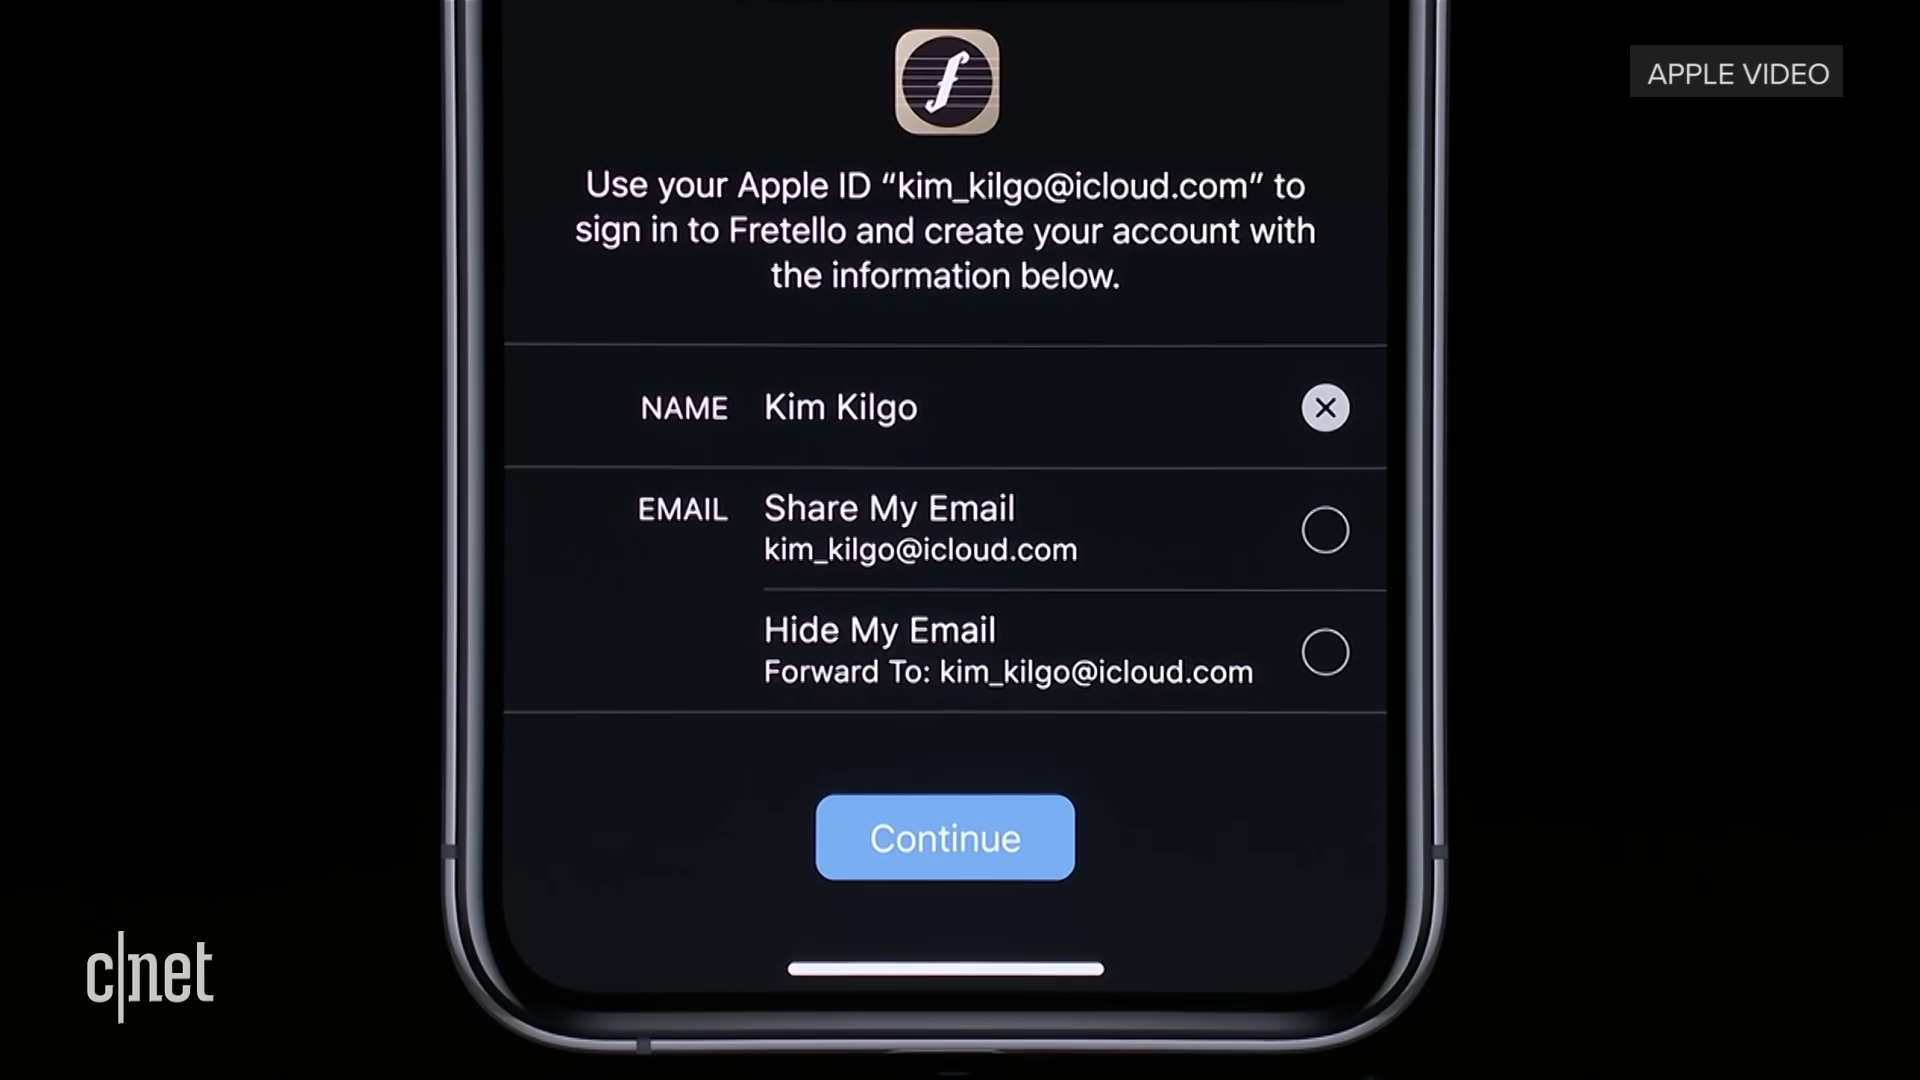 APPLE VIDEO
f
Use your Apple ID “kim_kilgo@icloud.com” to
sign in to Fretello and create your account with
the information below.
NAME Kim Kilgo
EMAIL Share My Email
kim_kilgo@icloud.com
Hide My Email
Forward To: kim_kilgo@icloud.com
Continue
c|net